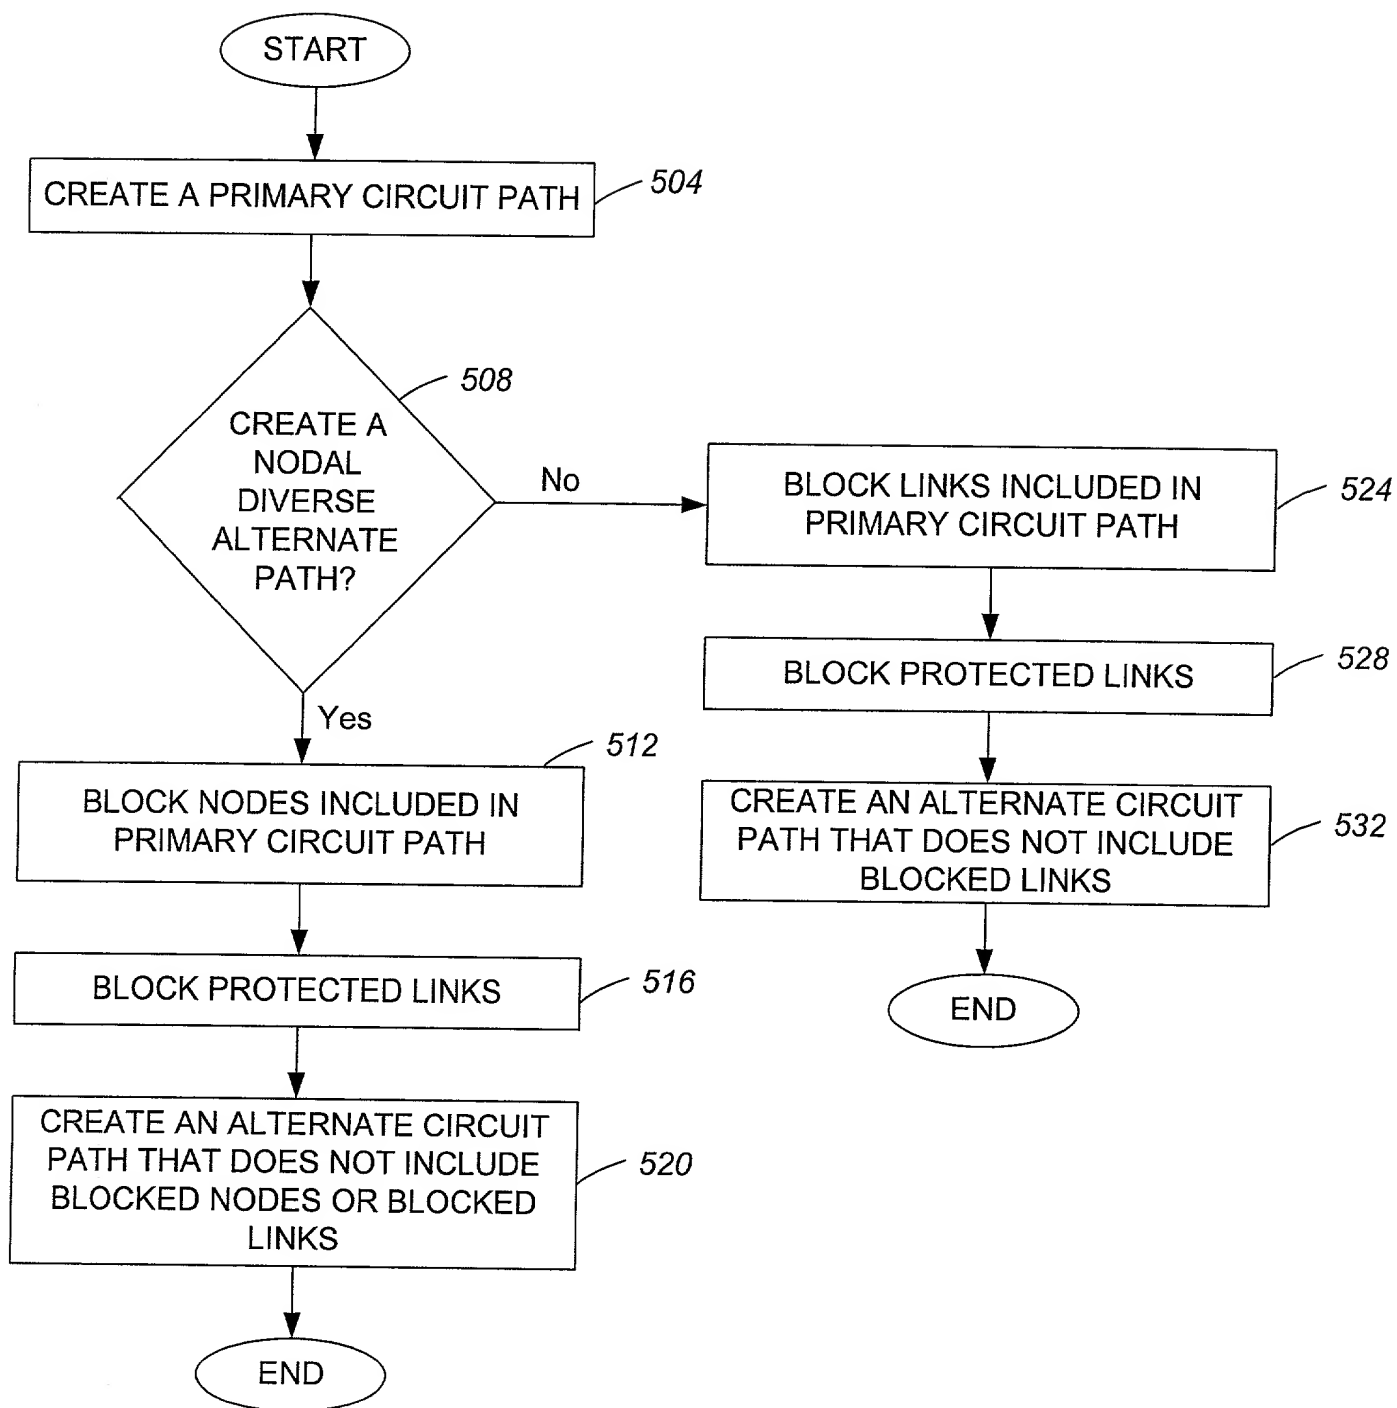 START
CREATE A PRIMARY CIRCUIT PATH
504
508
CREATE A
NODAL
DIVERSE
ALTERNATE
PATH?
No
Yes
512
BLOCK NODES INCLUDED IN
PRIMARY CIRCUIT PATH
BLOCK PROTECTED LINKS
516
CREATE AN ALTERNATE CIRCUIT
PATH THAT DOES NOT INCLUDE
BLOCKED NODES OR BLOCKED
LINKS
520
END
BLOCK LINKS INCLUDED IN
PRIMARY CIRCUIT PATH
524
BLOCK PROTECTED LINKS
528
CREATE AN ALTERNATE CIRCUIT
PATH THAT DOES NOT INCLUDE
BLOCKED LINKS
532
END